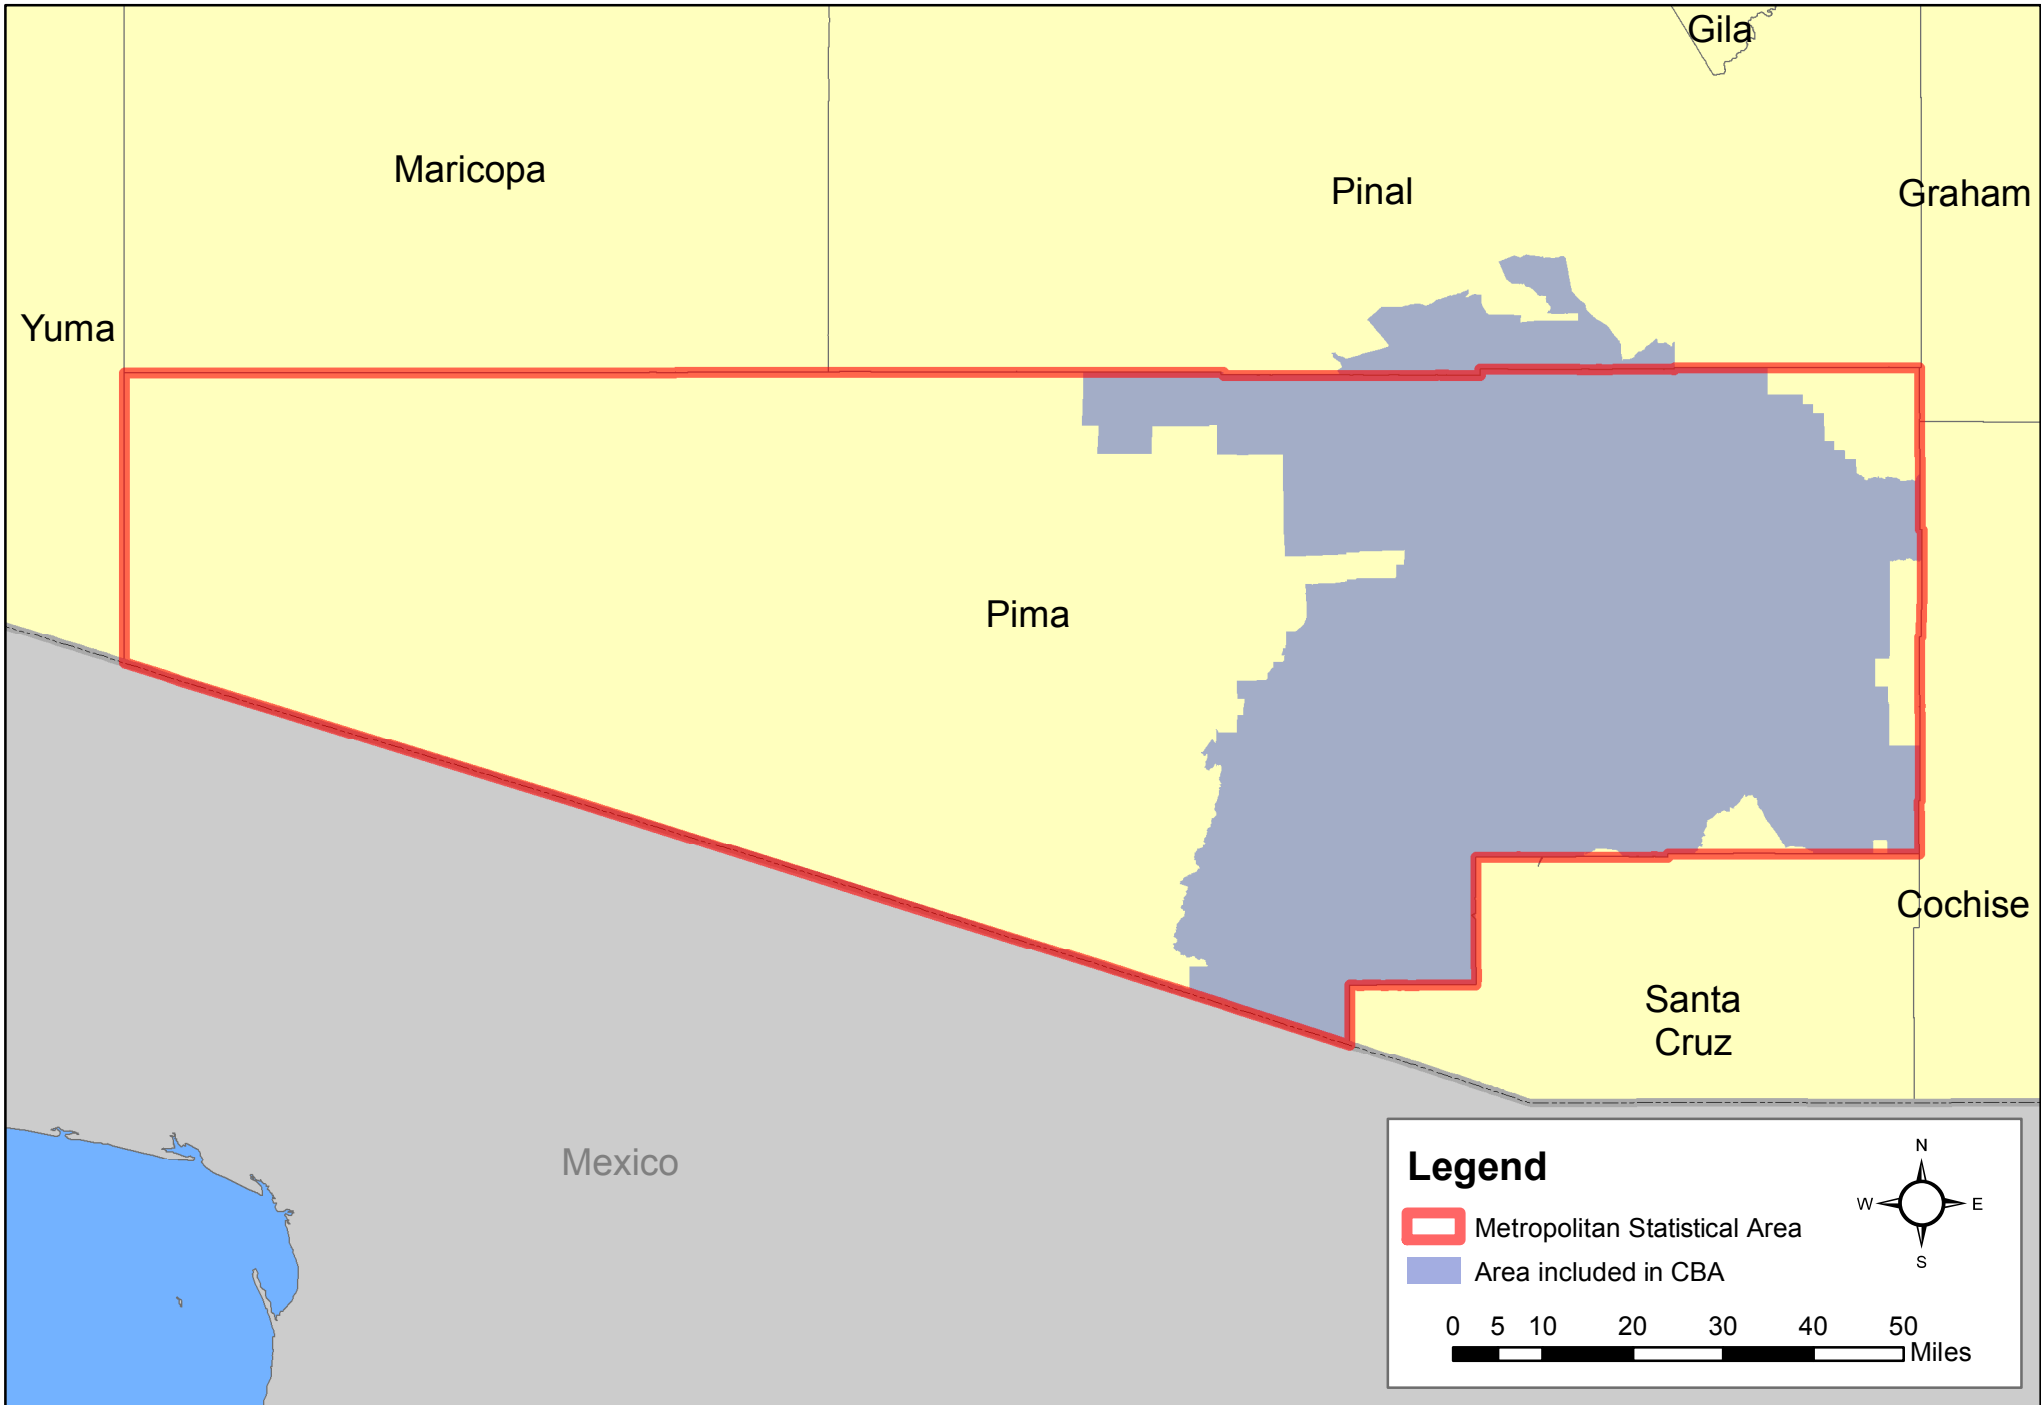 Gila
Maricopa
Pinal
Graham
Yuma
Pima
Cochise
Santa
Cruz
Mexico
Legend
N
W
E
S
Metropolitan Statistical Area
Area included in CBA
0 5 10 20 30 40 50
Miles